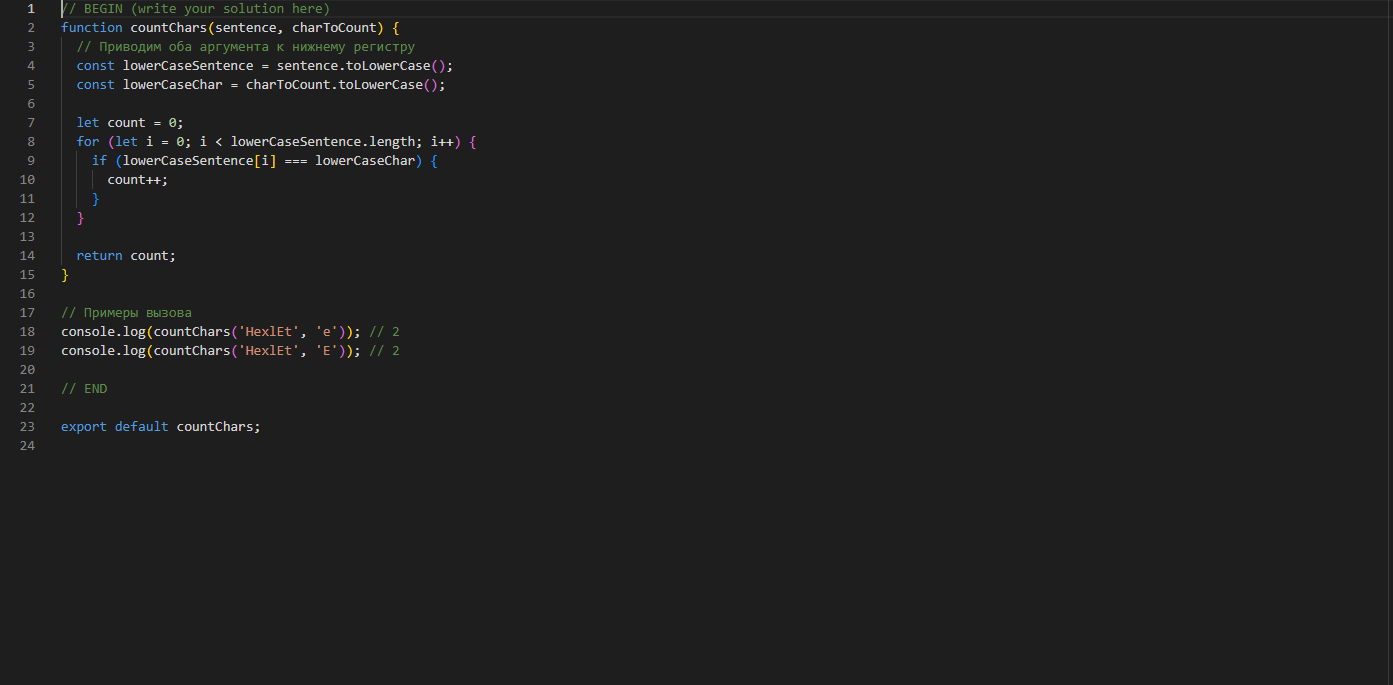 1 // BEGIN (write your solution here)
2 function countChars(sentence, charToCount) {
3 // Приводим оба аргумента к нижнему регистру
4 const lowerCaseSentence = sentence.toLowerCase();
5 const lowerCaseChar = charToCount.toLowerCase();
6
7 let count = 0;
8 for (let i = 0; i < lowerCaseSentence.length; i++) {
9 if (lowerCaseSentence[i] === lowerCaseChar) {
10 count++;
11 }
12 }
13
14 return count;
15 }
16
17 // Примеры вызова
18 console.log(countChars('HexlEt', 'e')); // 2
19 console.log(countChars('HexlEt', 'E')); // 2
20
21 // END
22
23 export default countChars;
24